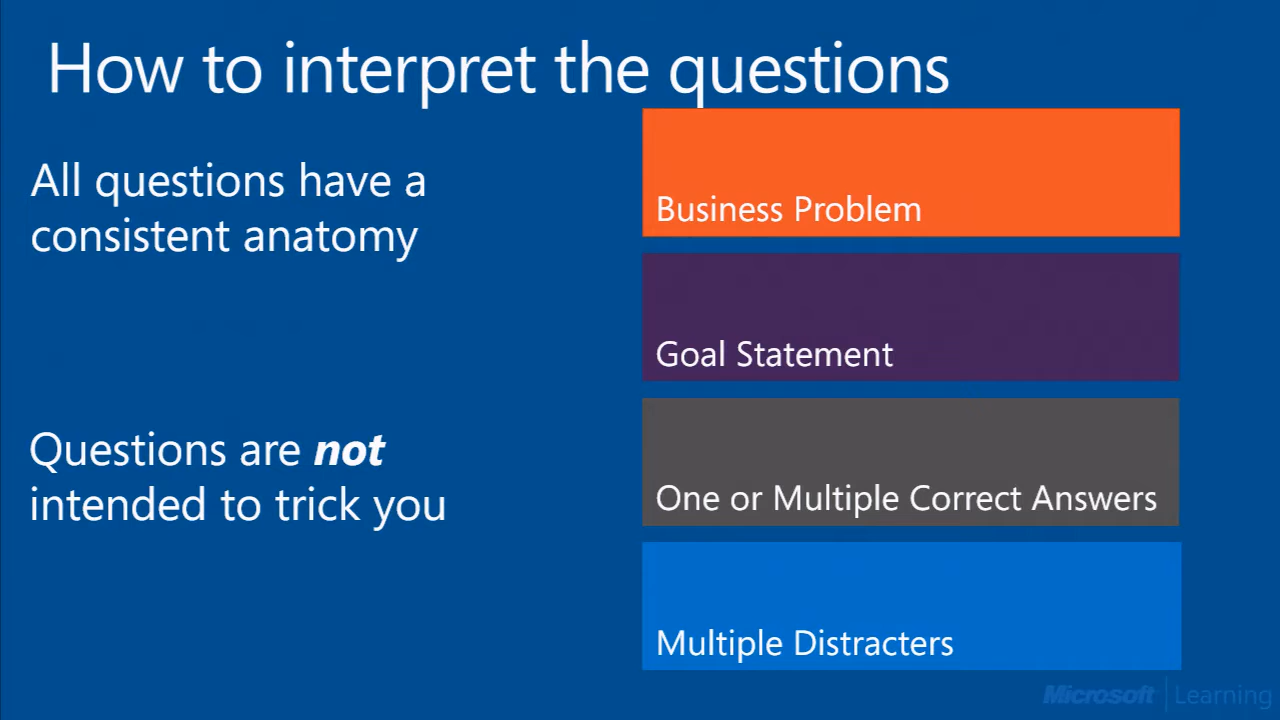 How to interpret the questions
All questions have a
consistent anatomy
Questions are not
intended to trick you
Business Problem
Goal Statement
One or Multiple Correct Answers
Multiple Distracters
Microsoft | Learning